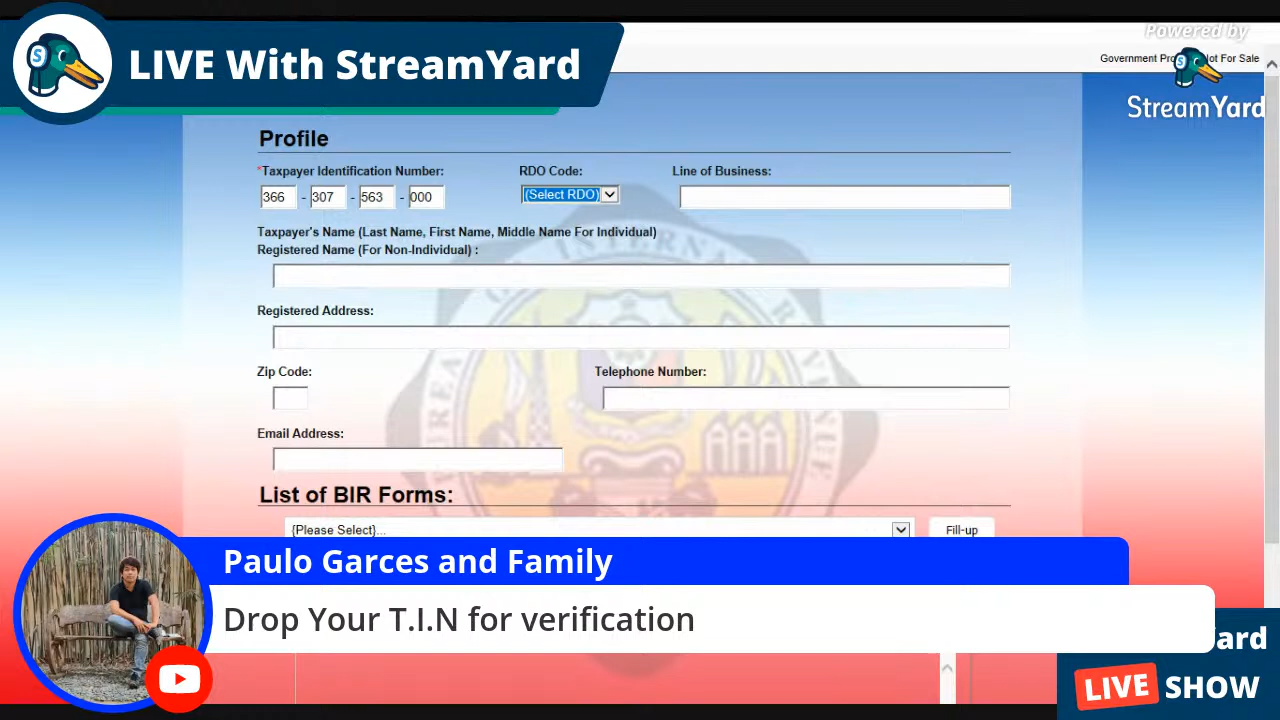 LIVE With StreamYard
Powered by
StreamYard
Profile
*Taxpayer Identification Number:
RDO Code:
Line of Business:
366 - 307 - 563 - 000
(Select RDO)
Taxpayer's Name (Last Name, First Name, Middle Name For Individual)
Registered Name (For Non-Individual) :
Registered Address:
Zip Code:
Telephone Number:
Email Address:
List of BIR Forms:
(Please Select)...
Fill-up
Paulo Garces and Family
Drop Your T.I.N for verification
LIVE SHOW